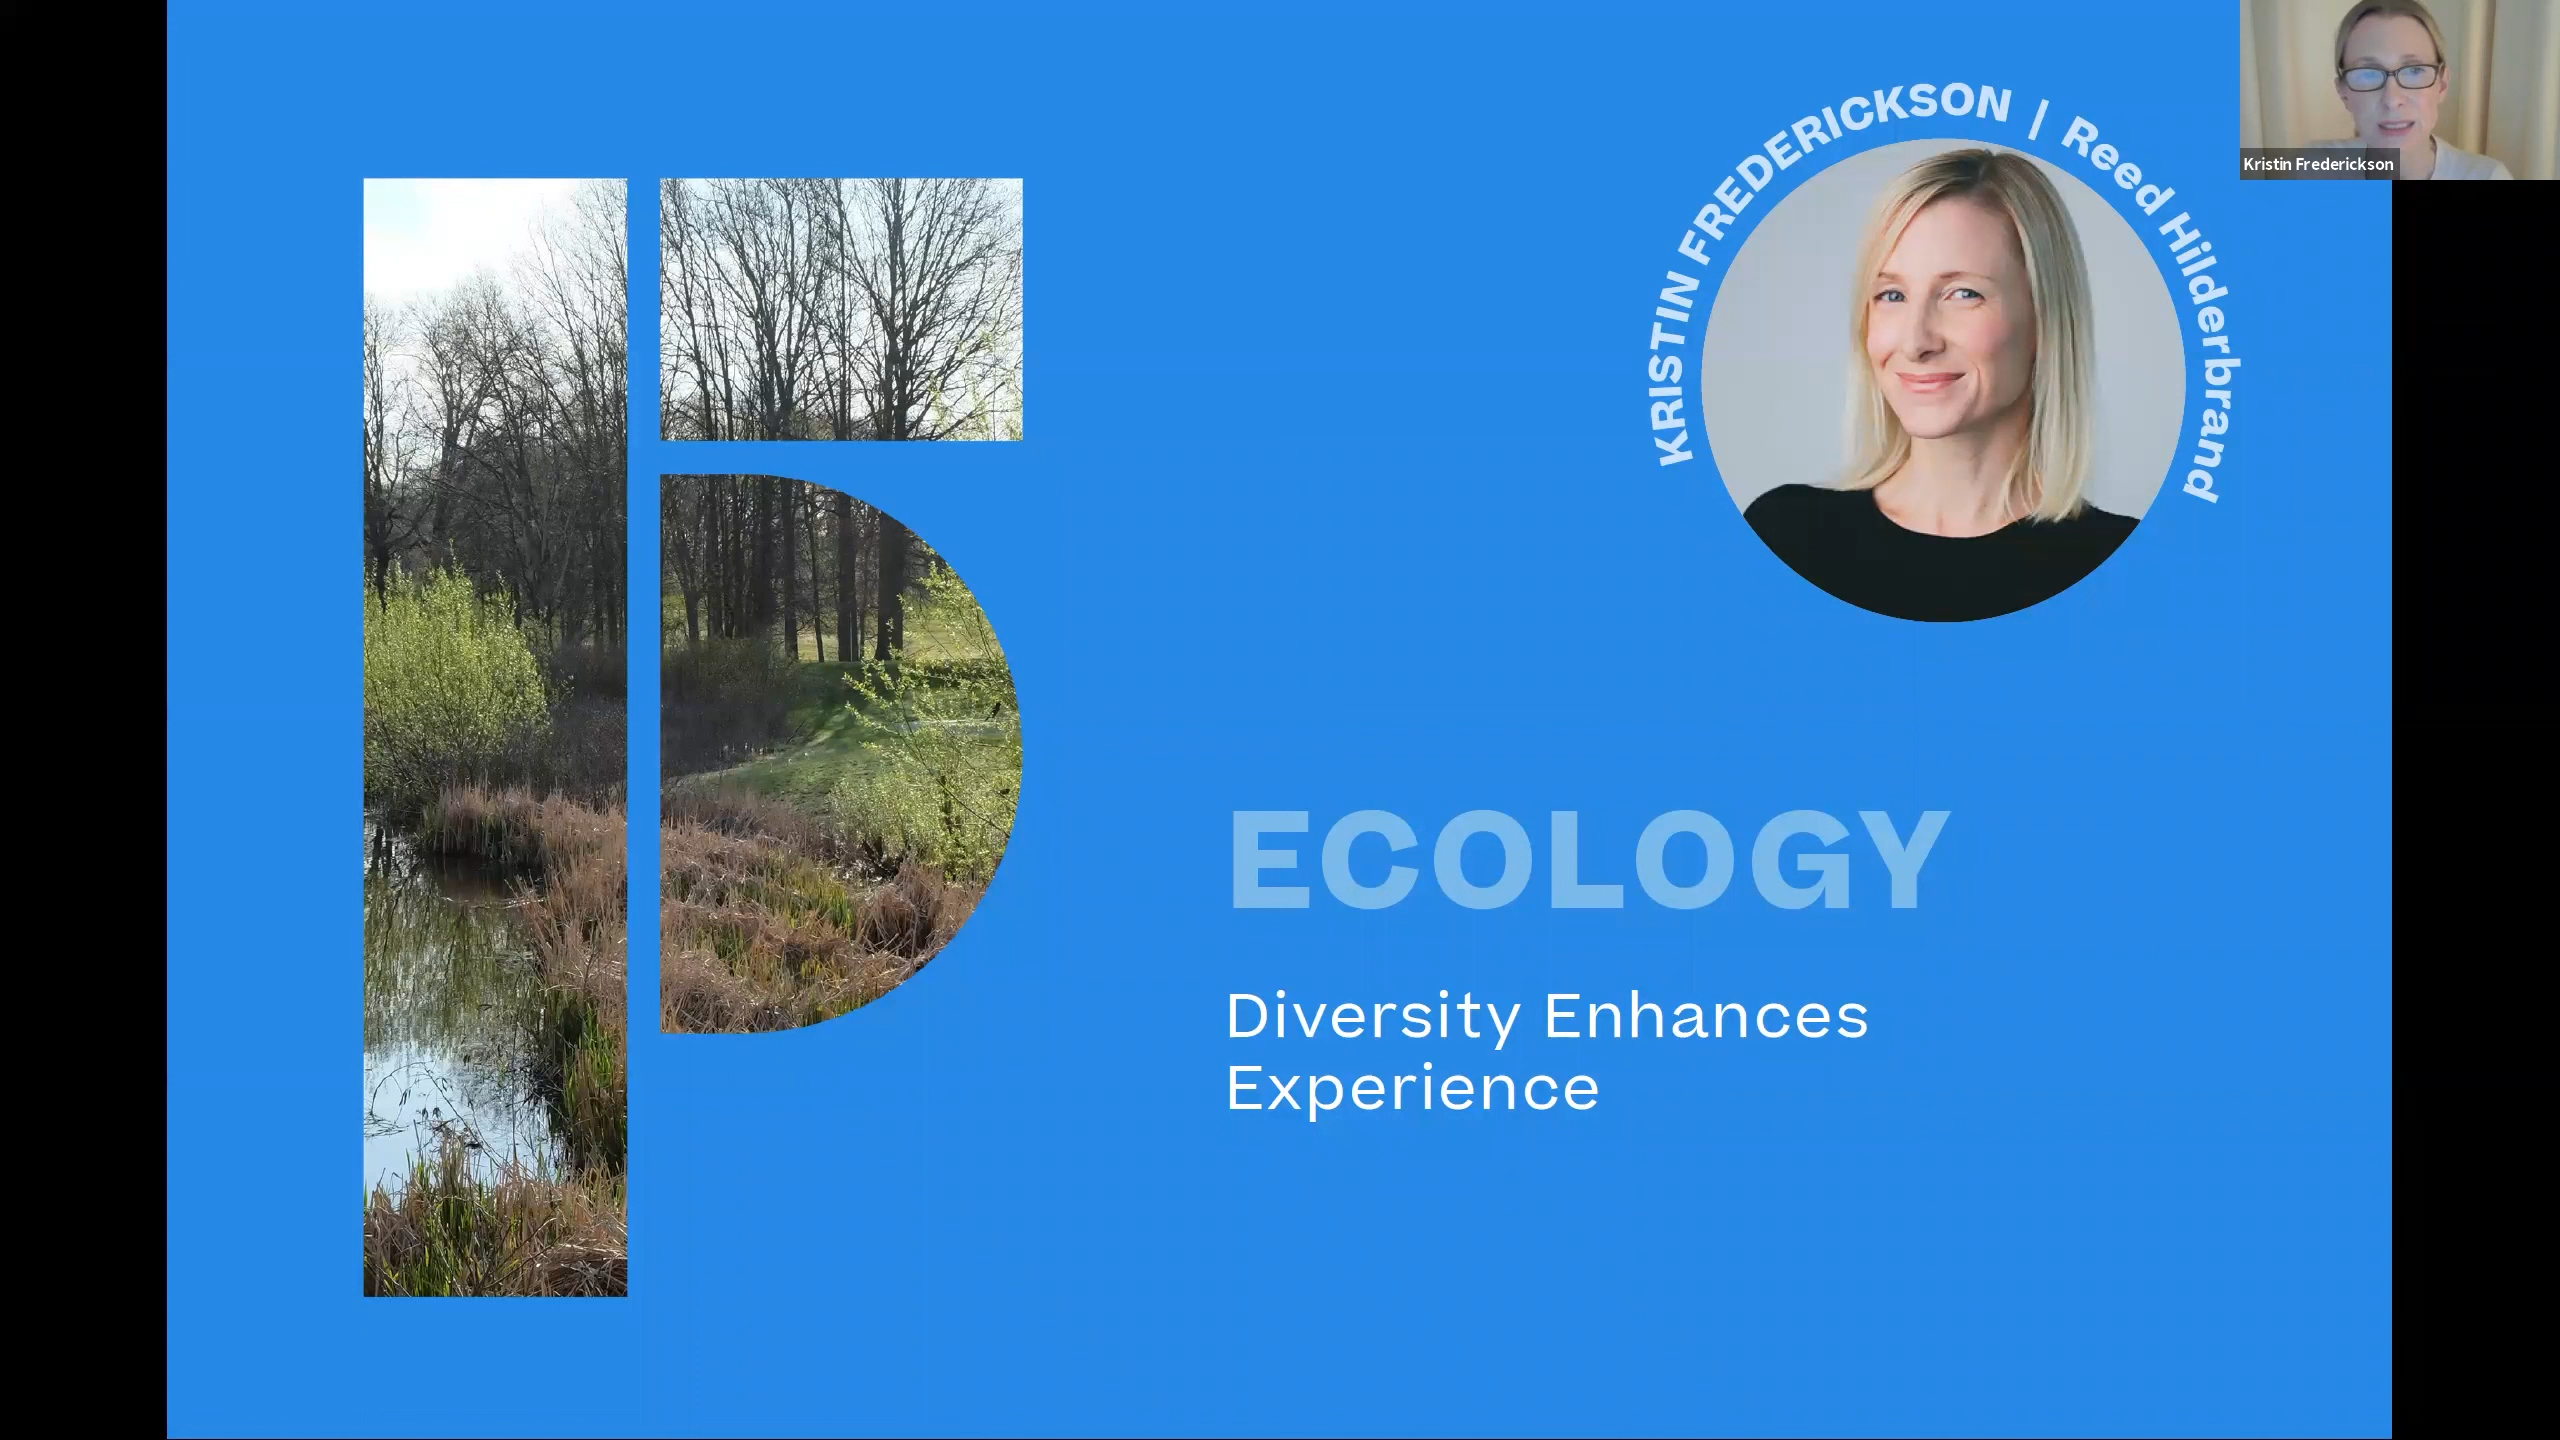 KRISTIN FREDERICKSON | Reed Hilderbrand
Kristin Frederickson
ECOLOGY
Diversity Enhances
Experience